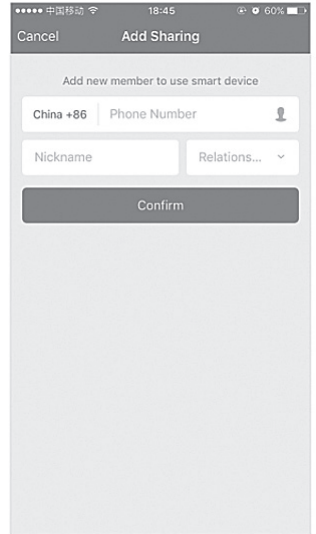 中国移动 18:45 60%
Cancel Add Sharing
Add new member to use smart device
China +86 Phone Number
Nickname Relations...
Confirm